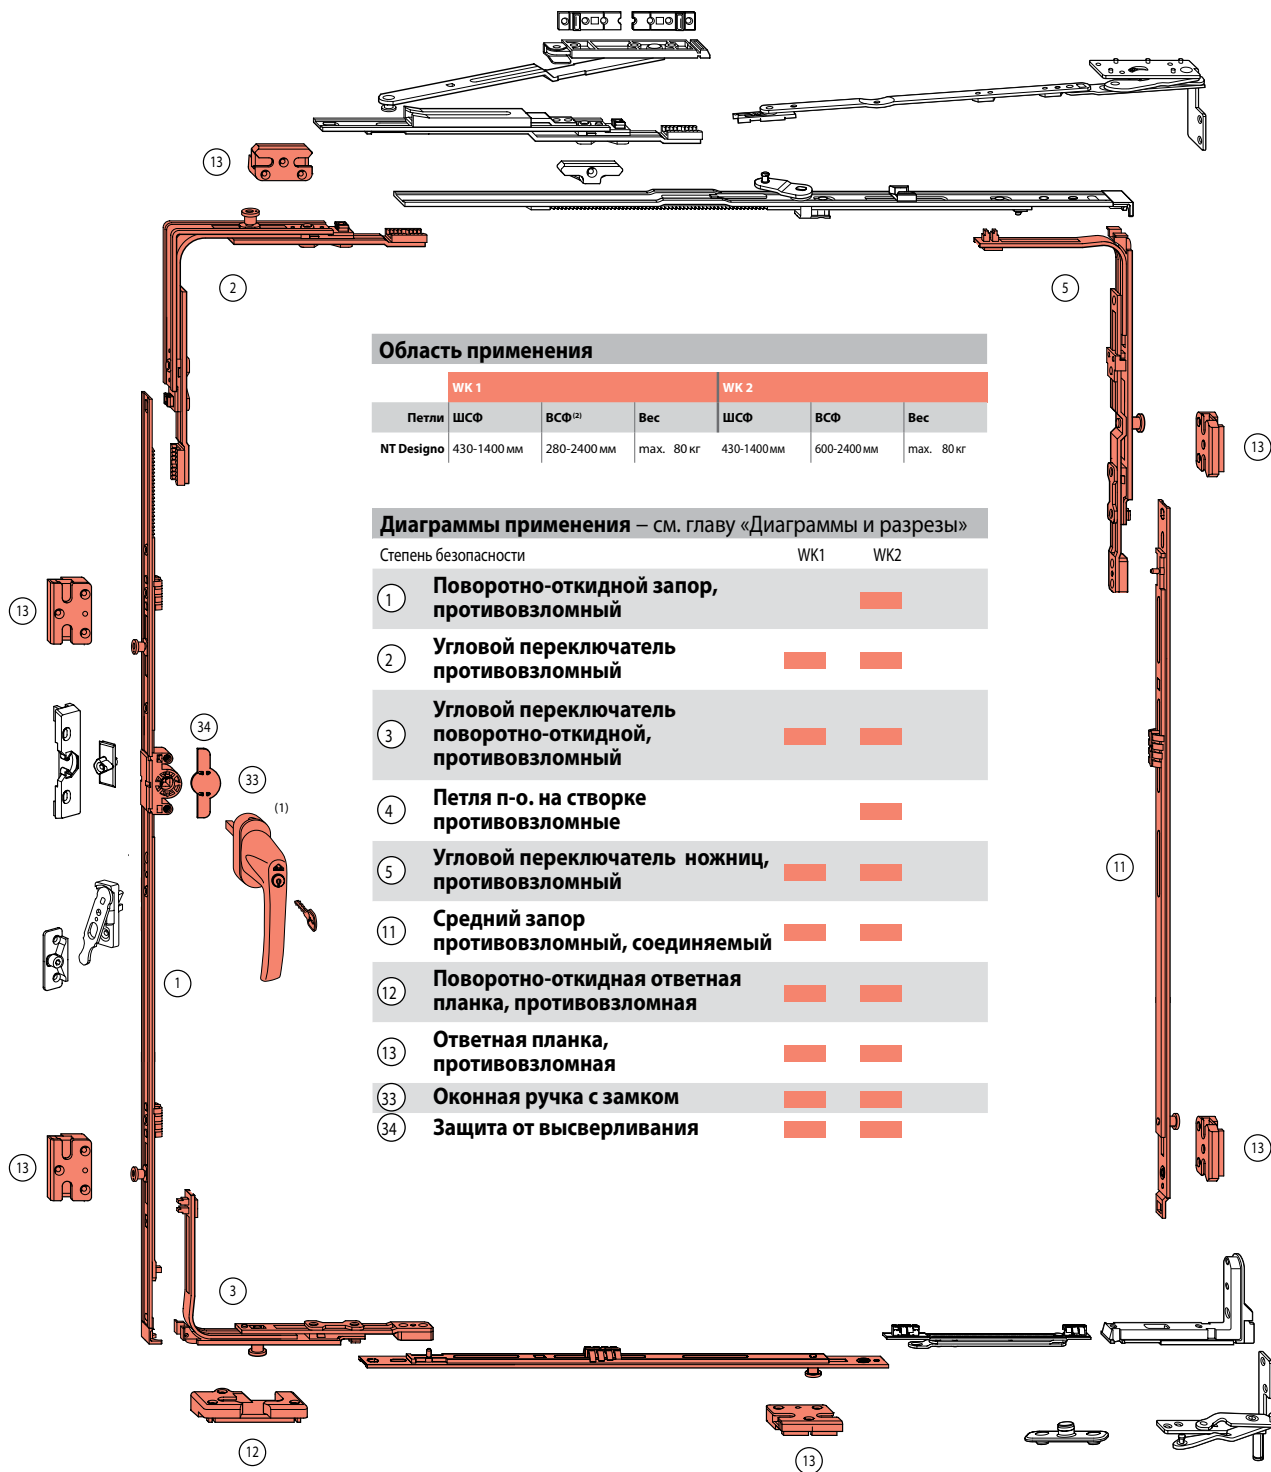 13
2
5
Область применения
WK 1 WK 2
Петли ШСФ ВСФ(2) Вес ШСФ ВСФ Вес
NT Designo 430-1400 мм 280-2400 мм max. 80 кг 430-1400 мм 600-2400 мм max. 80 кг
13
Диаграммы применения – см. главу «Диаграммы и разрезы»
Степень безопасности WK1 WK2
1 Поворотно-откидной запор,
противовзломный
13
2 Угловой переключатель
противовзломный
3 Угловой переключатель
поворотно-откидной,
противовзломный
34
33
(1)
4 Петля п-о. на створке
противовзломные
5 Угловой переключатель ножниц,
противовзломный
11
11 Средний запор
противовзломный, соединяемый
1
12 Поворотно-откидная ответная
планка, противовзломная
13 Ответная планка,
противовзломная
33 Оконная ручка с замком
34 Защита от высверливания
13
13
3
12
13